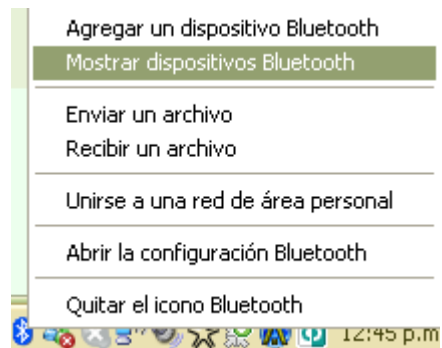 Agregar un dispositivo Bluetooth
Mostrar dispositivos Bluetooth
Enviar un archivo
Recibir un archivo
Unirse a una red de área personal
Abrir la configuración Bluetooth
Quitar el icono Bluetooth
12:45 p.m